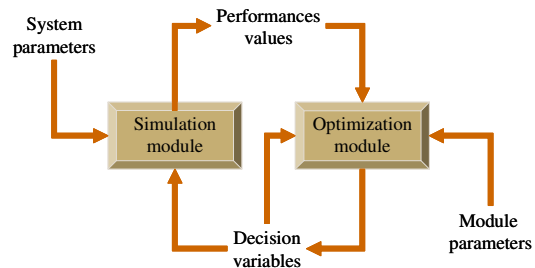 System
parameters
Performances
values
Simulation
module
Optimization
module
Decision
variables
Module
parameters